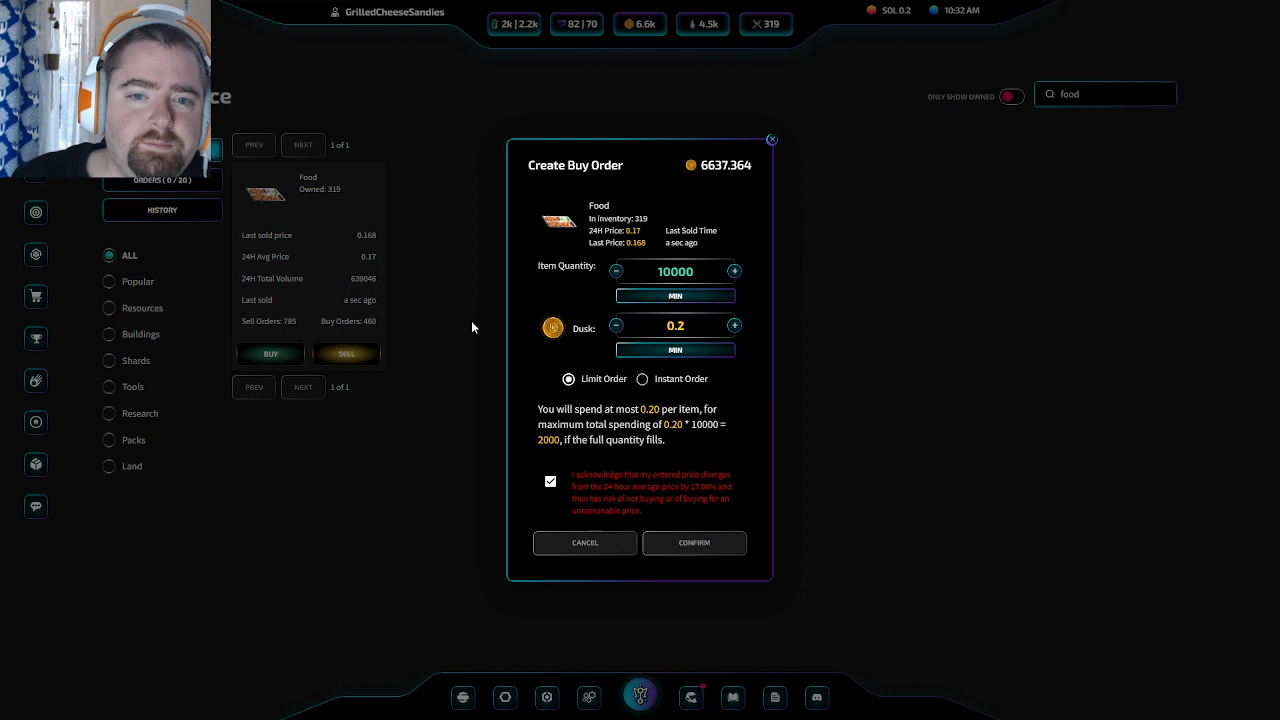 GrilledCheeseSandies
2k | 2.2k
82 | 70
6.6k
4.5k
319
SOL 0.2
10:32 AM
ONLY SHOW OWNED
food
PREV
NEXT
1 of 1
ORDERS ( 0 / 20 )
HISTORY
ALL
Popular
Resources
Buildings
Shards
Tools
Research
Packs
Land
Food
Owned: 319
Last sold price 0.168
24H Avg Price 0.17
24H Total Volume 639046
Last sold a sec ago
Sell Orders: 785 Buy Orders: 460
BUY
SELL
PREV
NEXT
1 of 1
Create Buy Order
6637.364
Food
In inventory: 319
24H Price: 0.17 Last Sold Time
Last Price: 0.168 a sec ago
Item Quantity: 10000
MIN
Dusk: 0.2
MIN
Limit Order Instant Order
You will spend at most 0.20 per item, for
maximum total spending of 0.20 * 10000 =
2000, if the full quantity fills.
I acknowledge that my entered price diverges
from the 24 hour average price by 17.98% and
thus has risk of not buying or of buying for an
unreasonable price.
CANCEL
CONFIRM